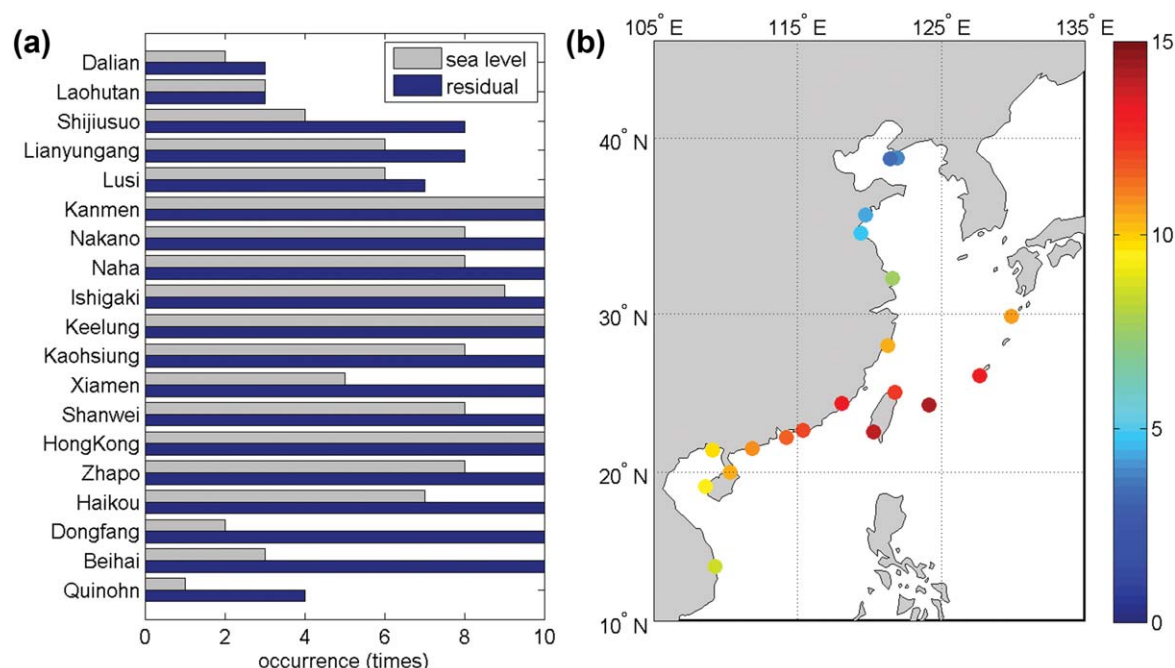 (a)
sea level
residual
Dalian
Laohutan
Shijiusuo
Lianyungang
Lusi
Kanmen
Nakano
Naha
Ishigaki
Keelung
Kaohsiung
Xiamen
Shanwei
HongKong
Zhapo
Haikou
Dongfang
Beihai
Quinohn
0 2 4 6 8 10
occurrence (times)
(b)
105° E 115° E 125° E 135° E
40° N
30° N
20° N
10° N
15
10
5
0